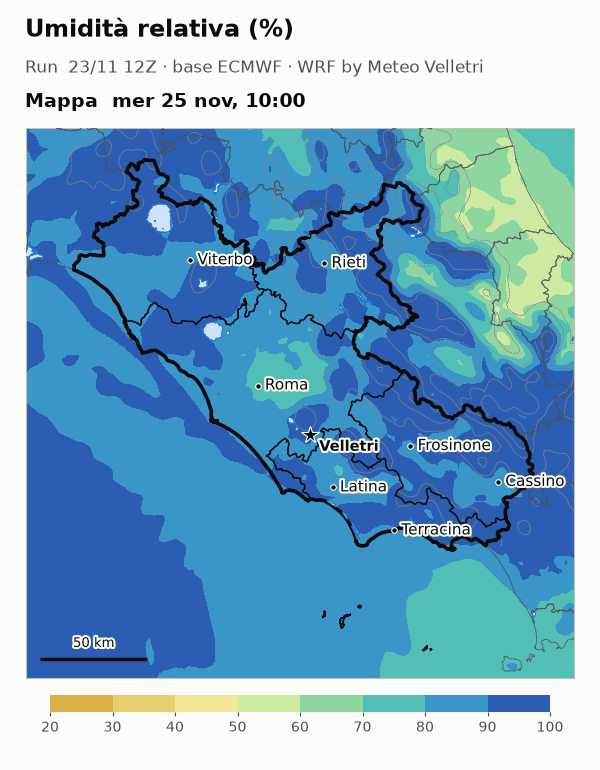 Umidità relativa (%)
Run  23/11 12Z · base ECMWF · WRF by Meteo Velletri
Mappa  mer 25 nov, 10:00
Viterbo
Rieti
Roma
Velletri
Frosinone
Cassino
Latina
Terracina
50 km
20 30 40 50 60 70 80 90 100